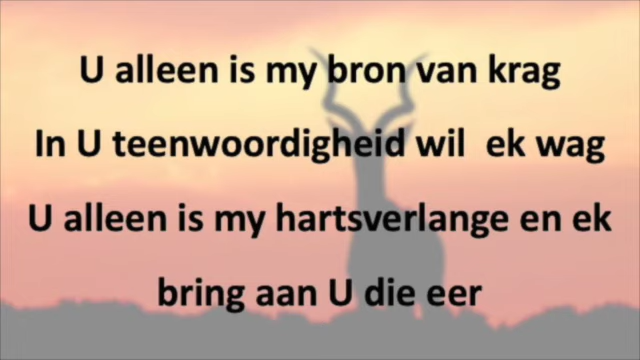 U alleen is my bron van krag
In U teenwoordigheid wil ek wag
U alleen is my hartsverlange en ek
bring aan U die eer